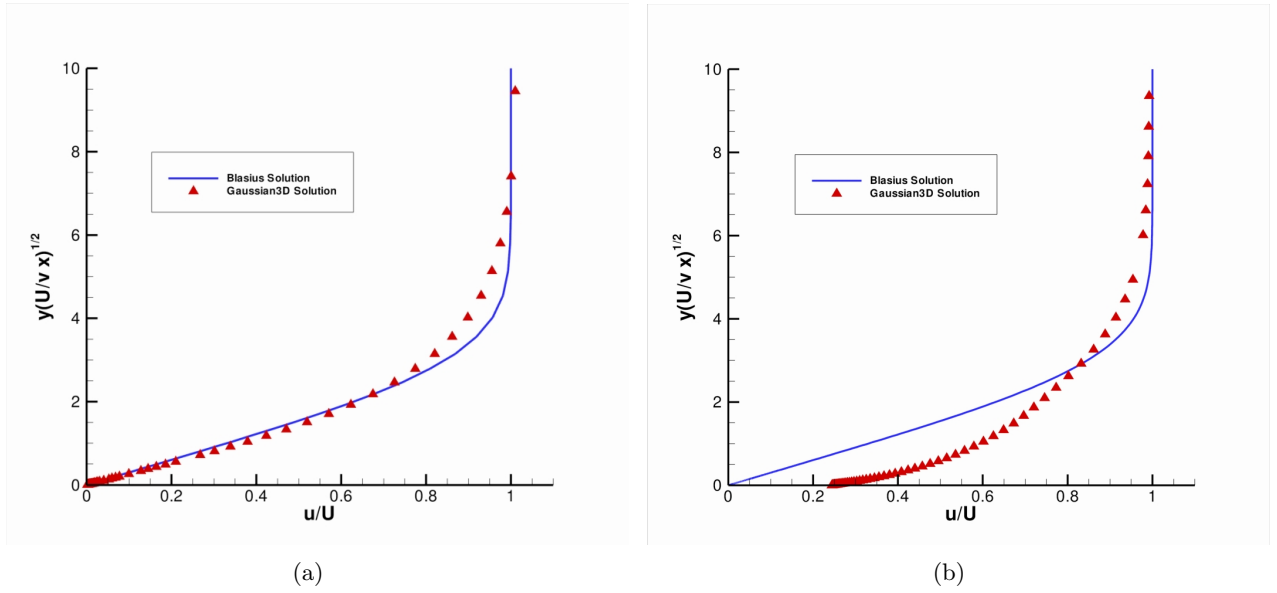 10
8
6
4
2
0
0
0.2
0.4
0.6
0.8
1
u/U
y(U/v x)^1/2
Blasius Solution
Gaussian3D Solution
(a)
10
8
6
4
2
0
0
0.2
0.4
0.6
0.8
1
u/U
y(U/v x)^1/2
Blasius Solution
Gaussian3D Solution
(b)